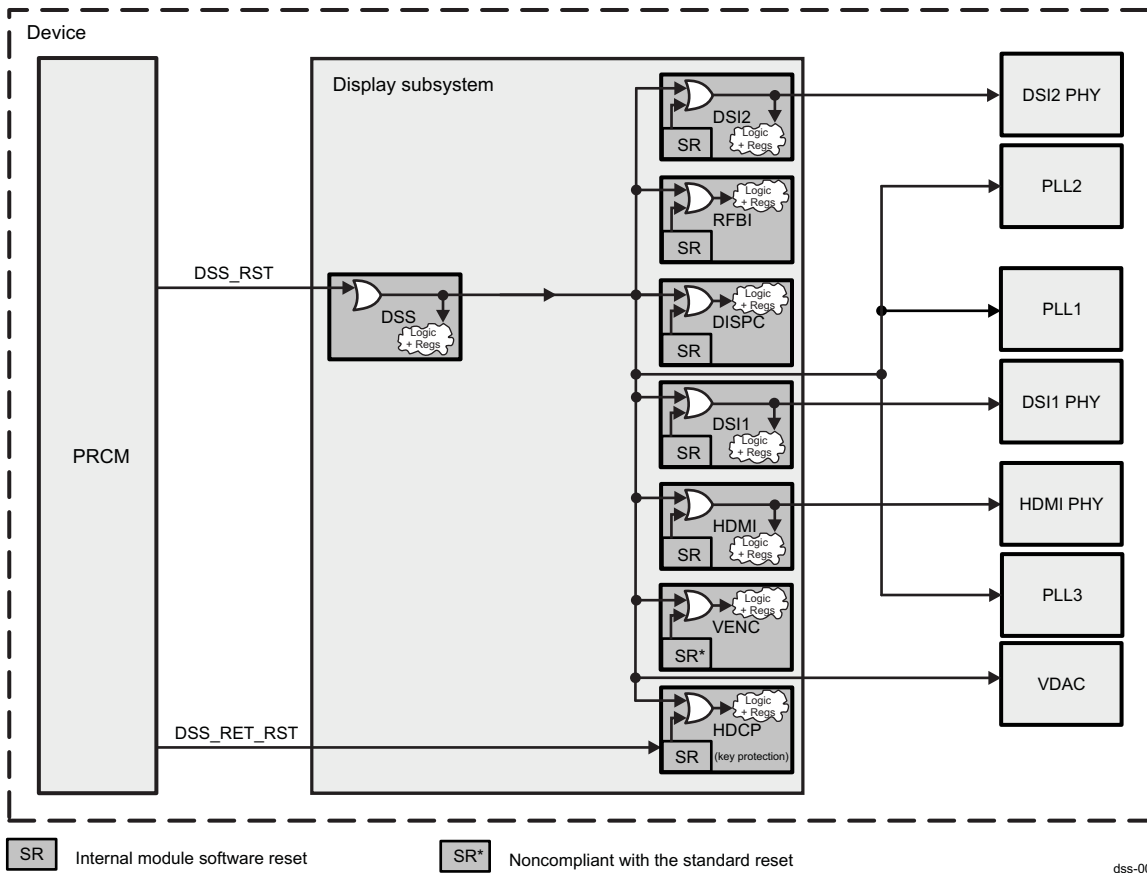 Device
Display subsystem
PRCM
DSS_RST
DSS
Logic
+ Regs
DSI2
SR
Logic
+ Regs
RFBI
SR
Logic
+ Regs
DISPC
SR
Logic
+ Regs
DSI1
SR
Logic
+ Regs
HDMI
SR
Logic
+ Regs
VENC
SR*
Logic
+ Regs
HDCP
SR
(key protection)
Logic
+ Regs
DSS_RET_RST
DSI2 PHY
PLL2
PLL1
DSI1 PHY
HDMI PHY
PLL3
VDAC
SR Internal module software reset
SR* Noncompliant with the standard reset
dss-00